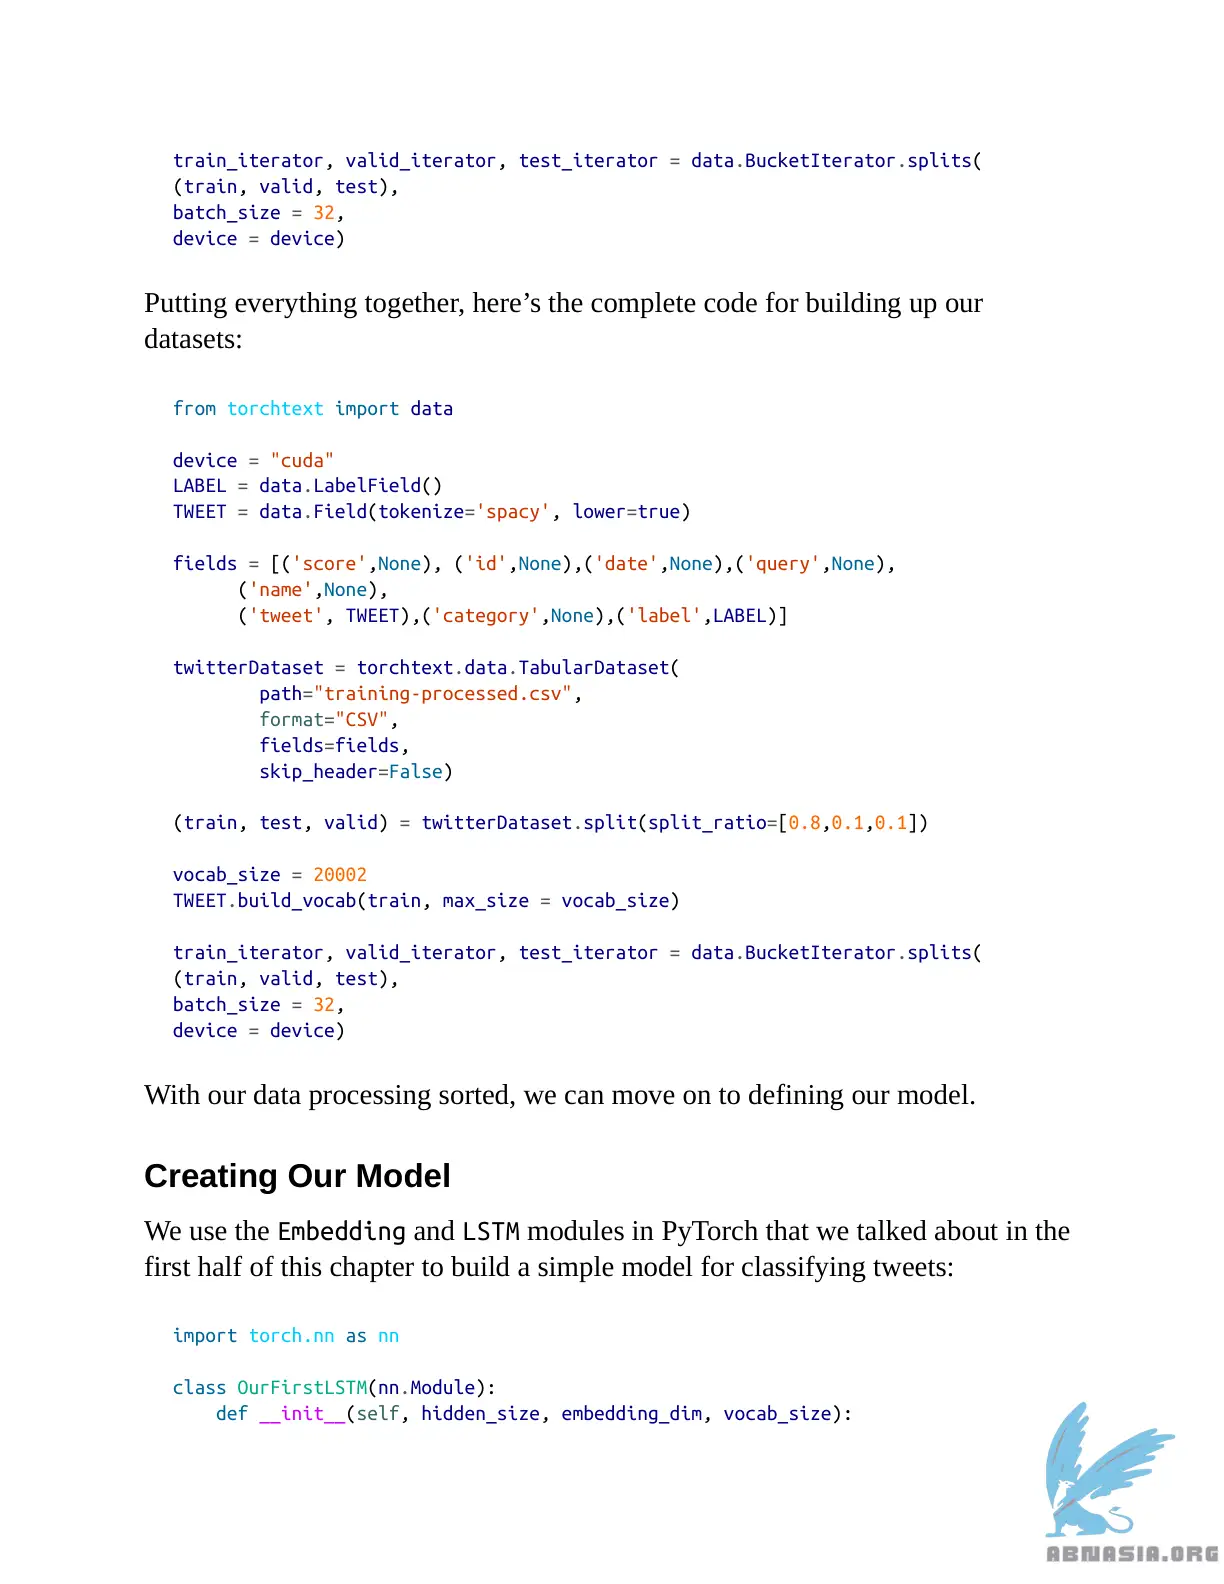 train_iterator, valid_iterator, test_iterator = data.BucketIterator.splits(
(train, valid, test),
batch_size = 32,
device = device)
Putting everything together, here’s the complete code for building up our
datasets:
from torchtext import data
device = "cuda"
LABEL = data.LabelField()
TWEET = data.Field(tokenize='spacy', lower=true)
fields = [('score',None), ('id',None),('date',None),('query',None),
('name',None),
('tweet', TWEET),('category',None),('label',LABEL)]
twitterDataset = torchtext.data.TabularDataset(
path="training-processed.csv",
format="CSV",
fields=fields,
skip_header=False)
(train, test, valid) = twitterDataset.split(split_ratio=[0.8,0.1,0.1])
vocab_size = 20002
TWEET.build_vocab(train, max_size = vocab_size)
train_iterator, valid_iterator, test_iterator = data.BucketIterator.splits(
(train, valid, test),
batch_size = 32,
device = device)
With our data processing sorted, we can move on to defining our model.
Creating Our Model
We use the Embedding and LSTM modules in PyTorch that we talked about in the
first half of this chapter to build a simple model for classifying tweets:
import torch.nn as nn
class OurFirstLSTM(nn.Module):
def __init__(self, hidden_size, embedding_dim, vocab_size):
ABNASIA.ORG